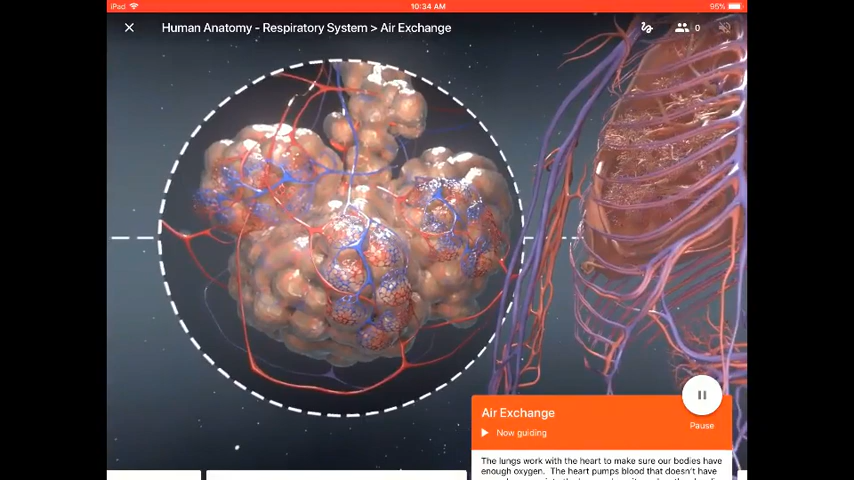 iPad 10:34 AM 95%
Human Anatomy - Respiratory System > Air Exchange 0
Air Exchange
Now guiding
Pause
The lungs work with the heart to make sure our bodies have
enough oxygen. The heart pumps blood that doesn't have